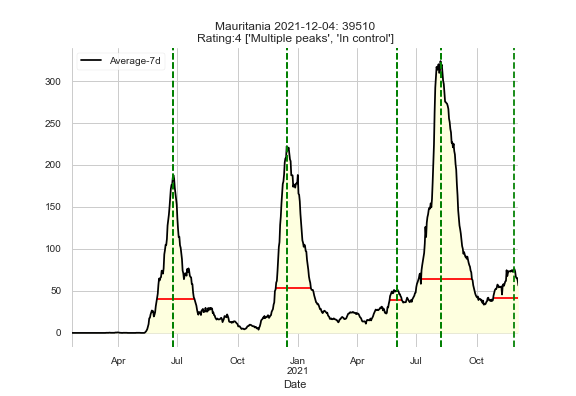 Mauritania 2021-12-04: 39510
Rating:4 ['Multiple peaks', 'In control']
Average-7d
300
250
200
150
100
50
0
Apr Jul Oct Jan Apr Jul Oct
2021
Date